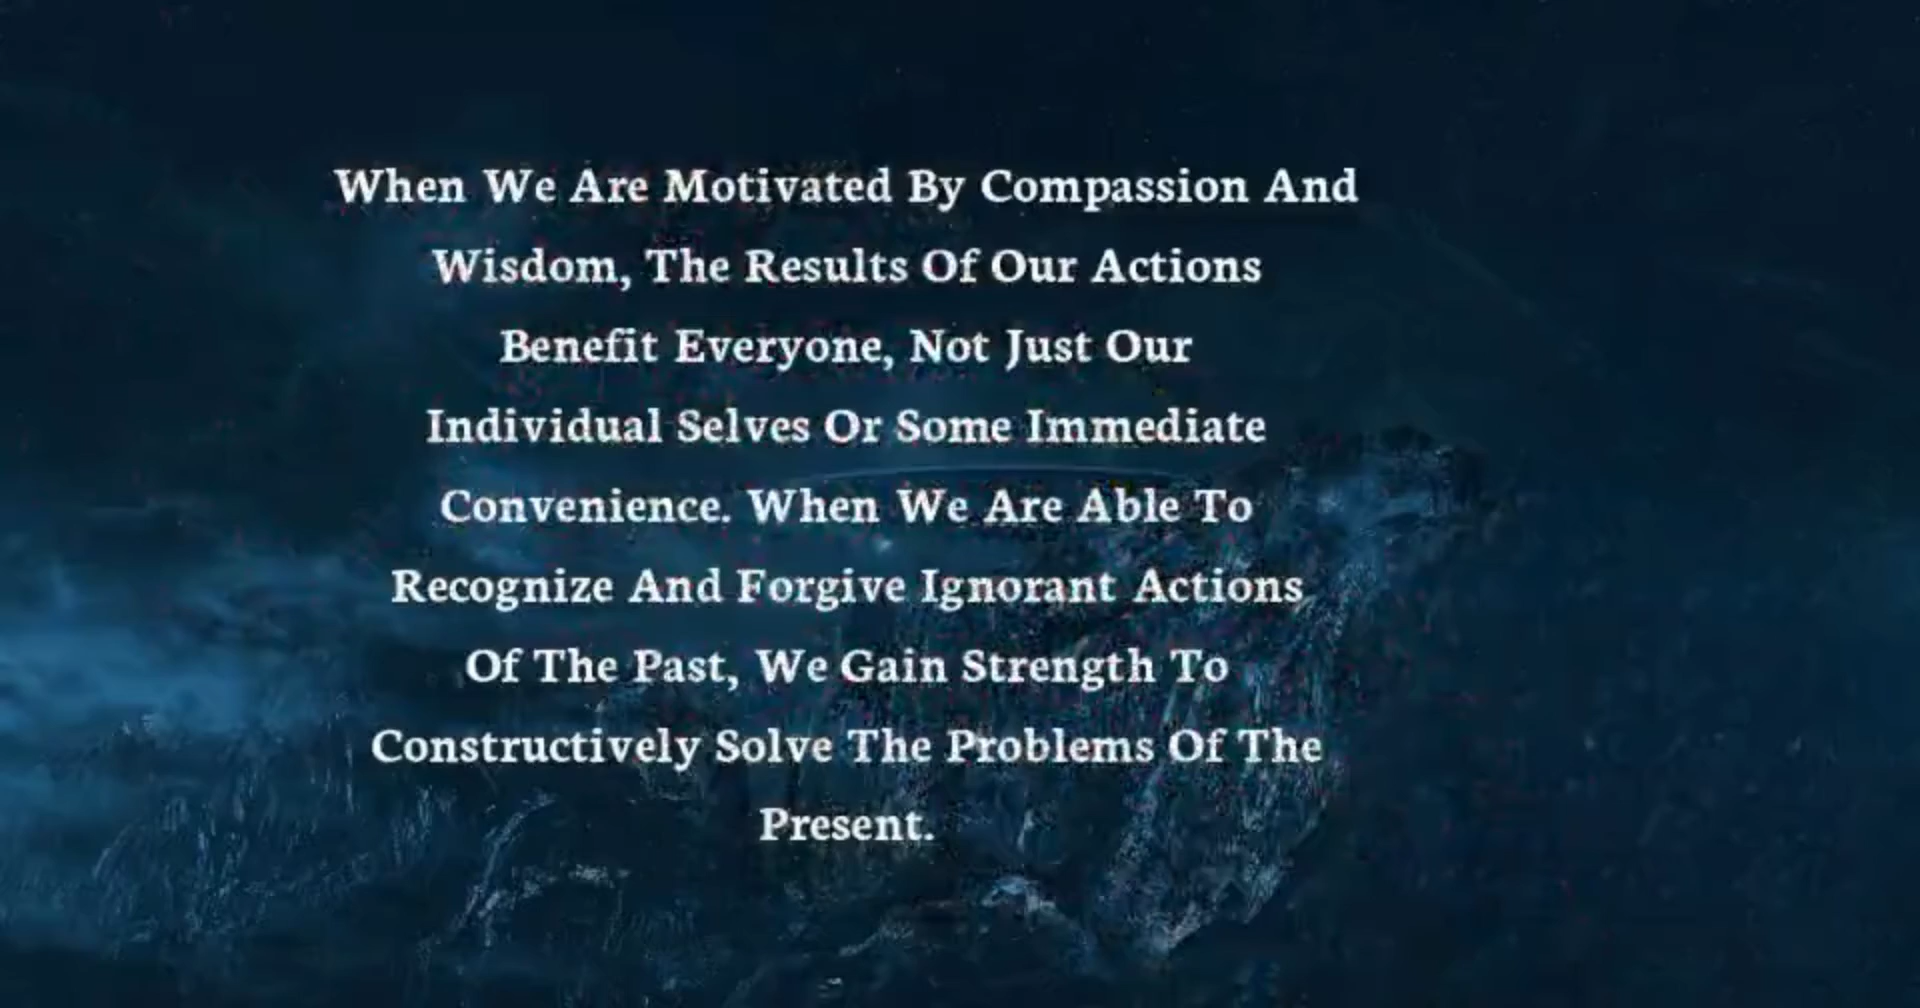 When We Are Motivated By Compassion And
Wisdom, The Results Of Our Actions
Benefit Everyone, Not Just Our
Individual Selves Or Some Immediate
Convenience. When We Are Able To
Recognize And Forgive Ignorant Actions
Of The Past, We Gain Strength To
Constructively Solve The Problems Of The
Present.